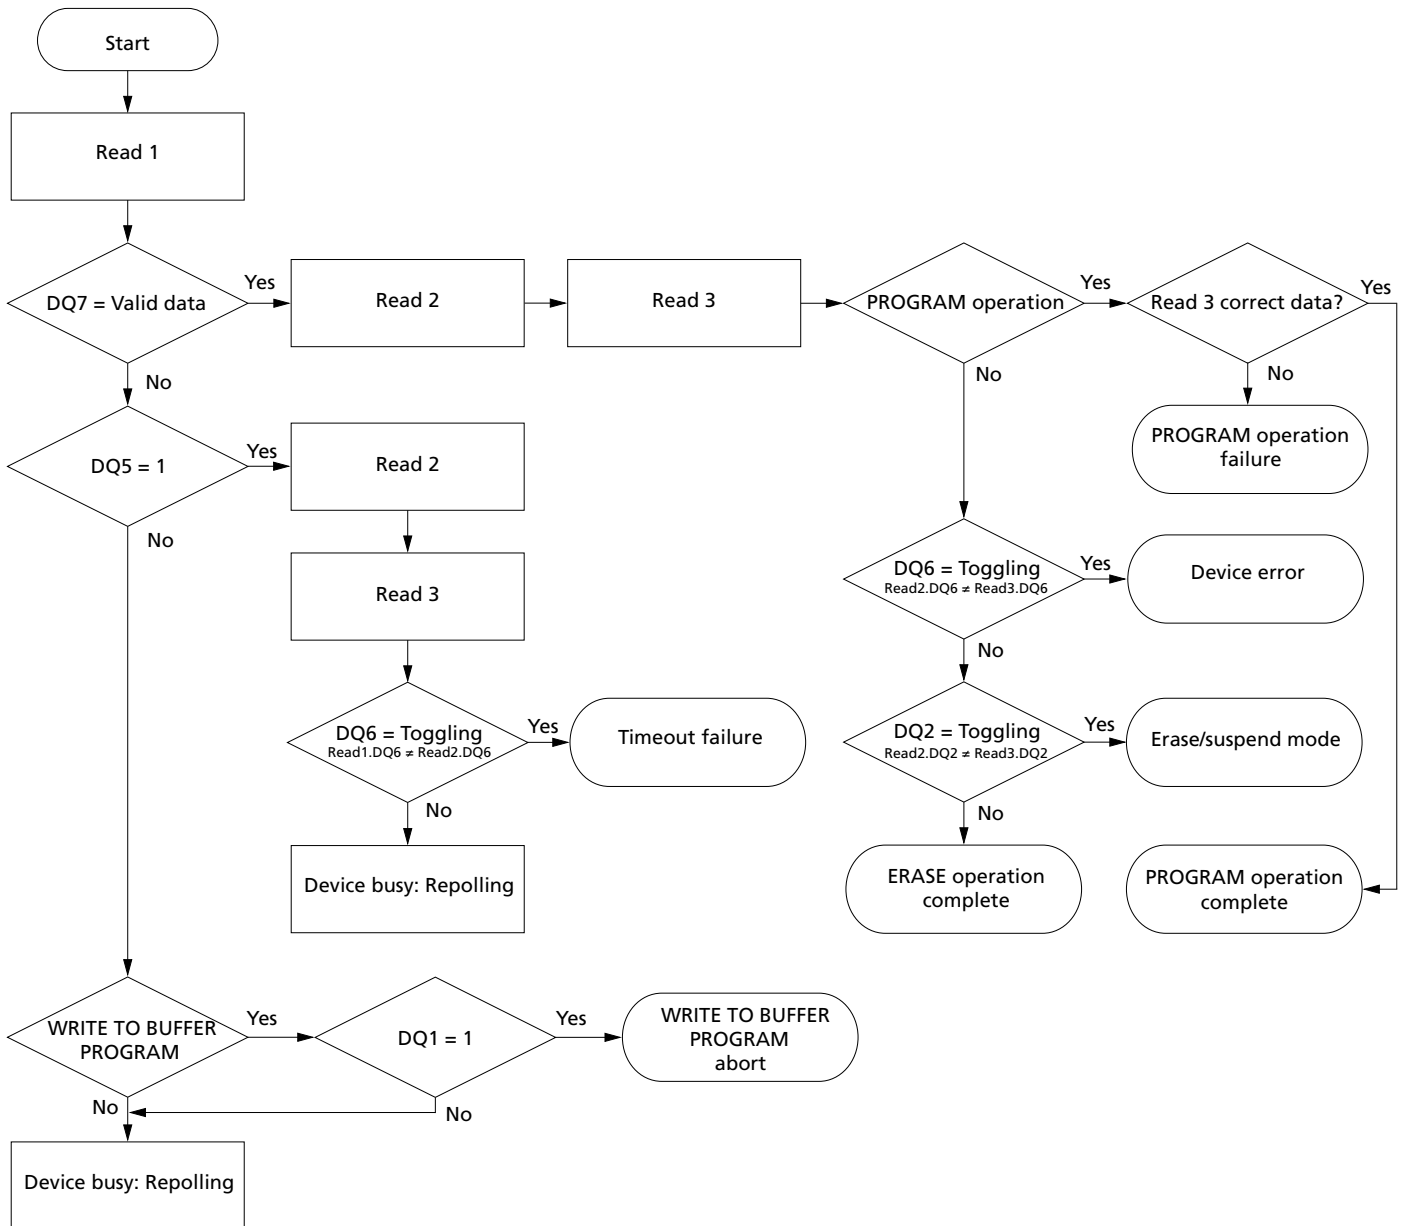 Start
Read 1
DQ7 = Valid data
Yes
Read 2
Read 3
PROGRAM operation
Yes
Read 3 correct data?
Yes
No
No
No
PROGRAM operation
failure
DQ5 = 1
Yes
Read 2
No
Read 3
DQ6 = Toggling
Read2.DQ6 ≠ Read3.DQ6
Yes
Device error
No
DQ6 = Toggling
Read1.DQ6 ≠ Read2.DQ6
Yes
Timeout failure
DQ2 = Toggling
Read2.DQ2 ≠ Read3.DQ2
Yes
Erase/suspend mode
No
No
Device busy: Repolling
ERASE operation
complete
PROGRAM operation
complete
WRITE TO BUFFER
PROGRAM
Yes
DQ1 = 1
Yes
WRITE TO BUFFER
PROGRAM
abort
No
No
Device busy: Repolling